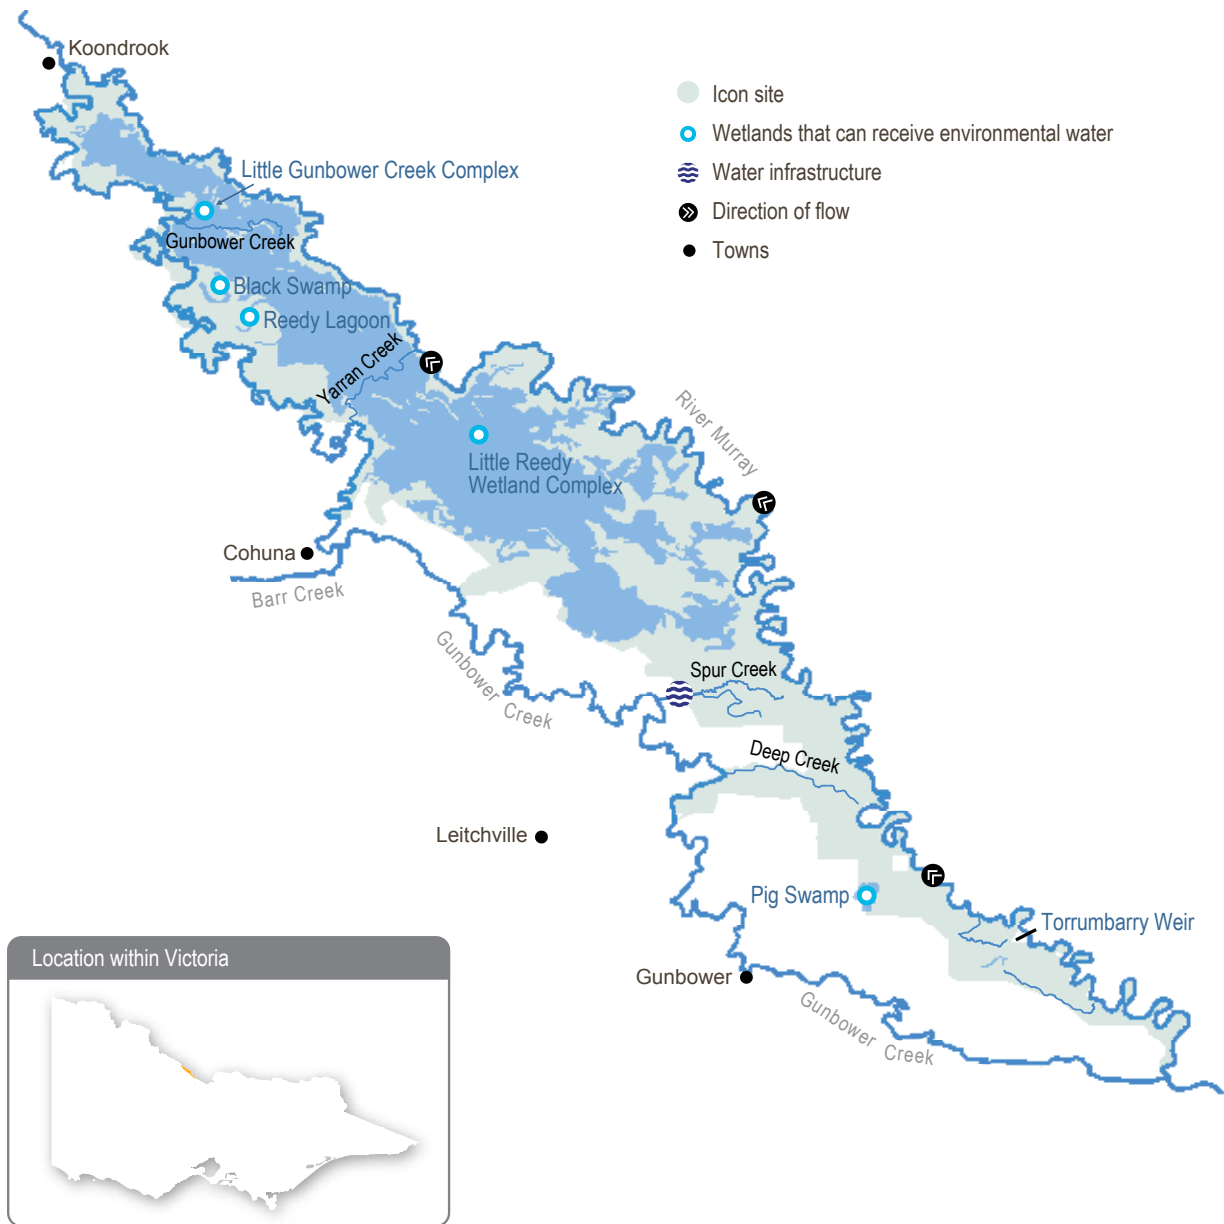 Koondrook
Icon site
Wetlands that can receive environmental water
Water infrastructure
Direction of flow
Towns
Little Gunbower Creek Complex
Gunbower Creek
Black Swamp
Reedy Lagoon
Yarran Creek
River Murray
Little Reedy
Wetland Complex
Cohuna
Barr Creek
Gunbower Creek
Spur Creek
Deep Creek
Leitchville
Pig Swamp
Torrumbarry Weir
Gunbower
Gunbower Creek
Location within Victoria